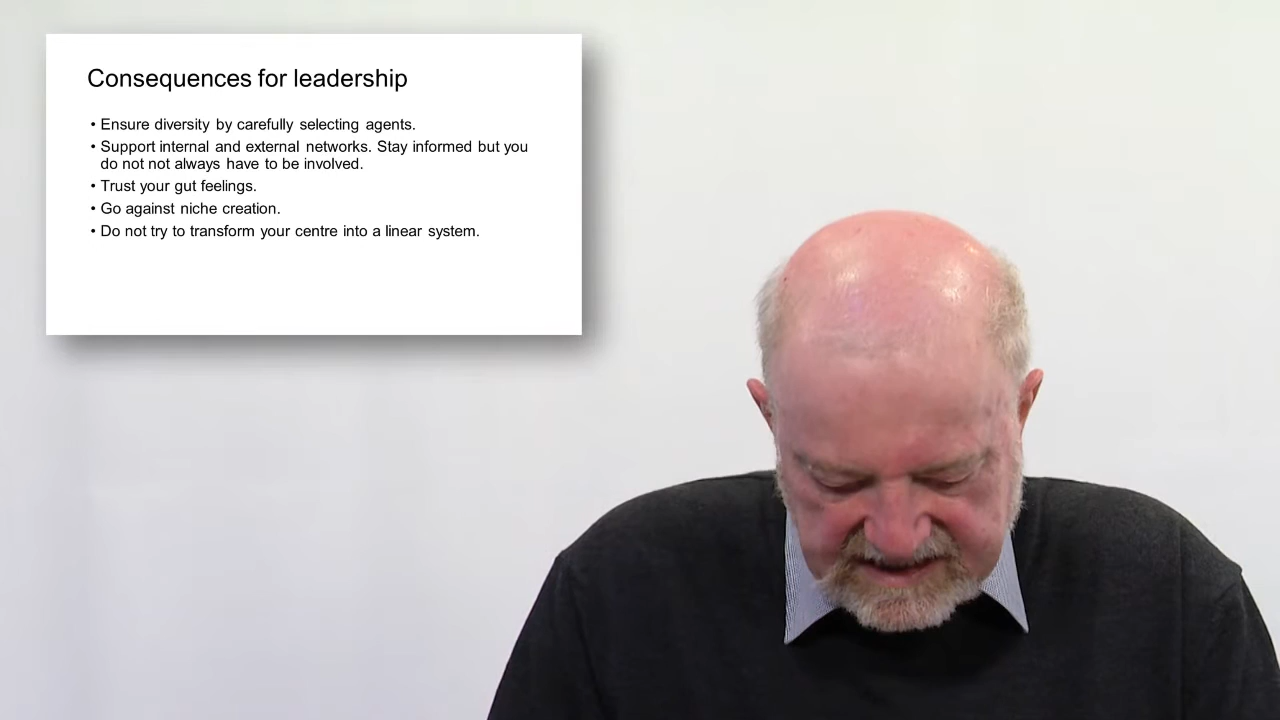 Consequences for leadership
• Ensure diversity by carefully selecting agents.
• Support internal and external networks. Stay informed but you
do not not always have to be involved.
• Trust your gut feelings.
• Go against niche creation.
• Do not try to transform your centre into a linear system.